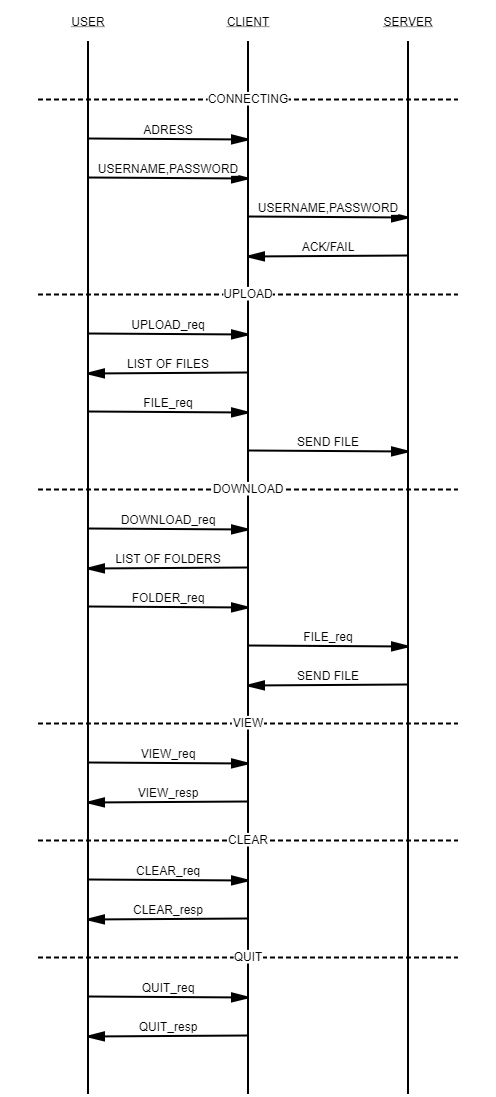 USER CLIENT SERVER
CONNECTING
ADRESS
USERNAME,PASSWORD
USERNAME,PASSWORD
ACK/FAIL
UPLOAD
UPLOAD_req
LIST OF FILES
FILE_req
SEND FILE
DOWNLOAD
DOWNLOAD_req
LIST OF FOLDERS
FOLDER_req
FILE_req
SEND FILE
VIEW
VIEW_req
VIEW_resp
CLEAR
CLEAR_req
CLEAR_resp
QUIT
QUIT_req
QUIT_resp